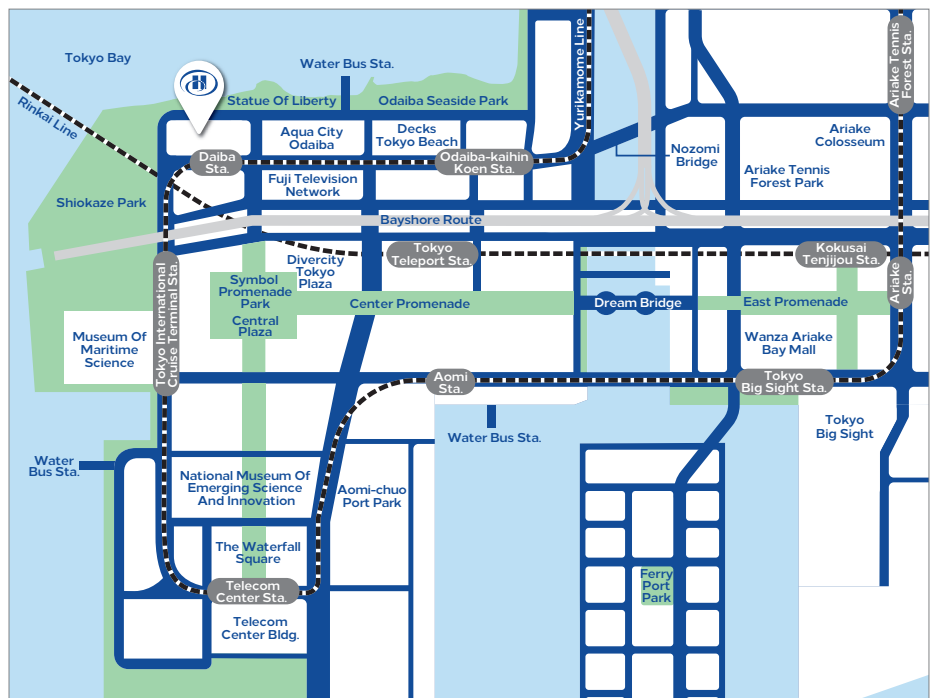 Tokyo Bay
Water Bus Sta.
Yurikamome Line
Ariake Tennis
Forest Sta.
Rinkai Line
Statue Of Liberty
Odaiba Seaside Park
Aqua City
Odaiba
Decks
Tokyo Beach
Ariake
Colosseum
Nozomi
Bridge
Daiba
Sta.
Odaiba-kaihin
Koen Sta.
Ariake Tennis
Forest Park
Fuji Television
Network
Shiokaze Park
Bayshore Route
Tokyo
Teleport Sta.
Kokusai
Tenjijou Sta.
Divercity
Tokyo
Plaza
Ariake
Sta.
Symbol
Promenade
Park
Central
Plaza
Center Promenade
Dream Bridge
East Promenade
Tokyo International
Cruise Terminal Sta.
Museum Of
Maritime
Science
Wanza Ariake
Bay Mall
Aomi
Sta.
Tokyo
Big Sight Sta.
Tokyo
Big Sight
Water Bus Sta.
Water
Bus Sta.
National Museum Of
Emerging Science
And Innovation
Aomi-chuo
Port Park
The Waterfall
Square
Telecom
Center Sta.
Ferry
Port
Park
Telecom
Center Bldg.